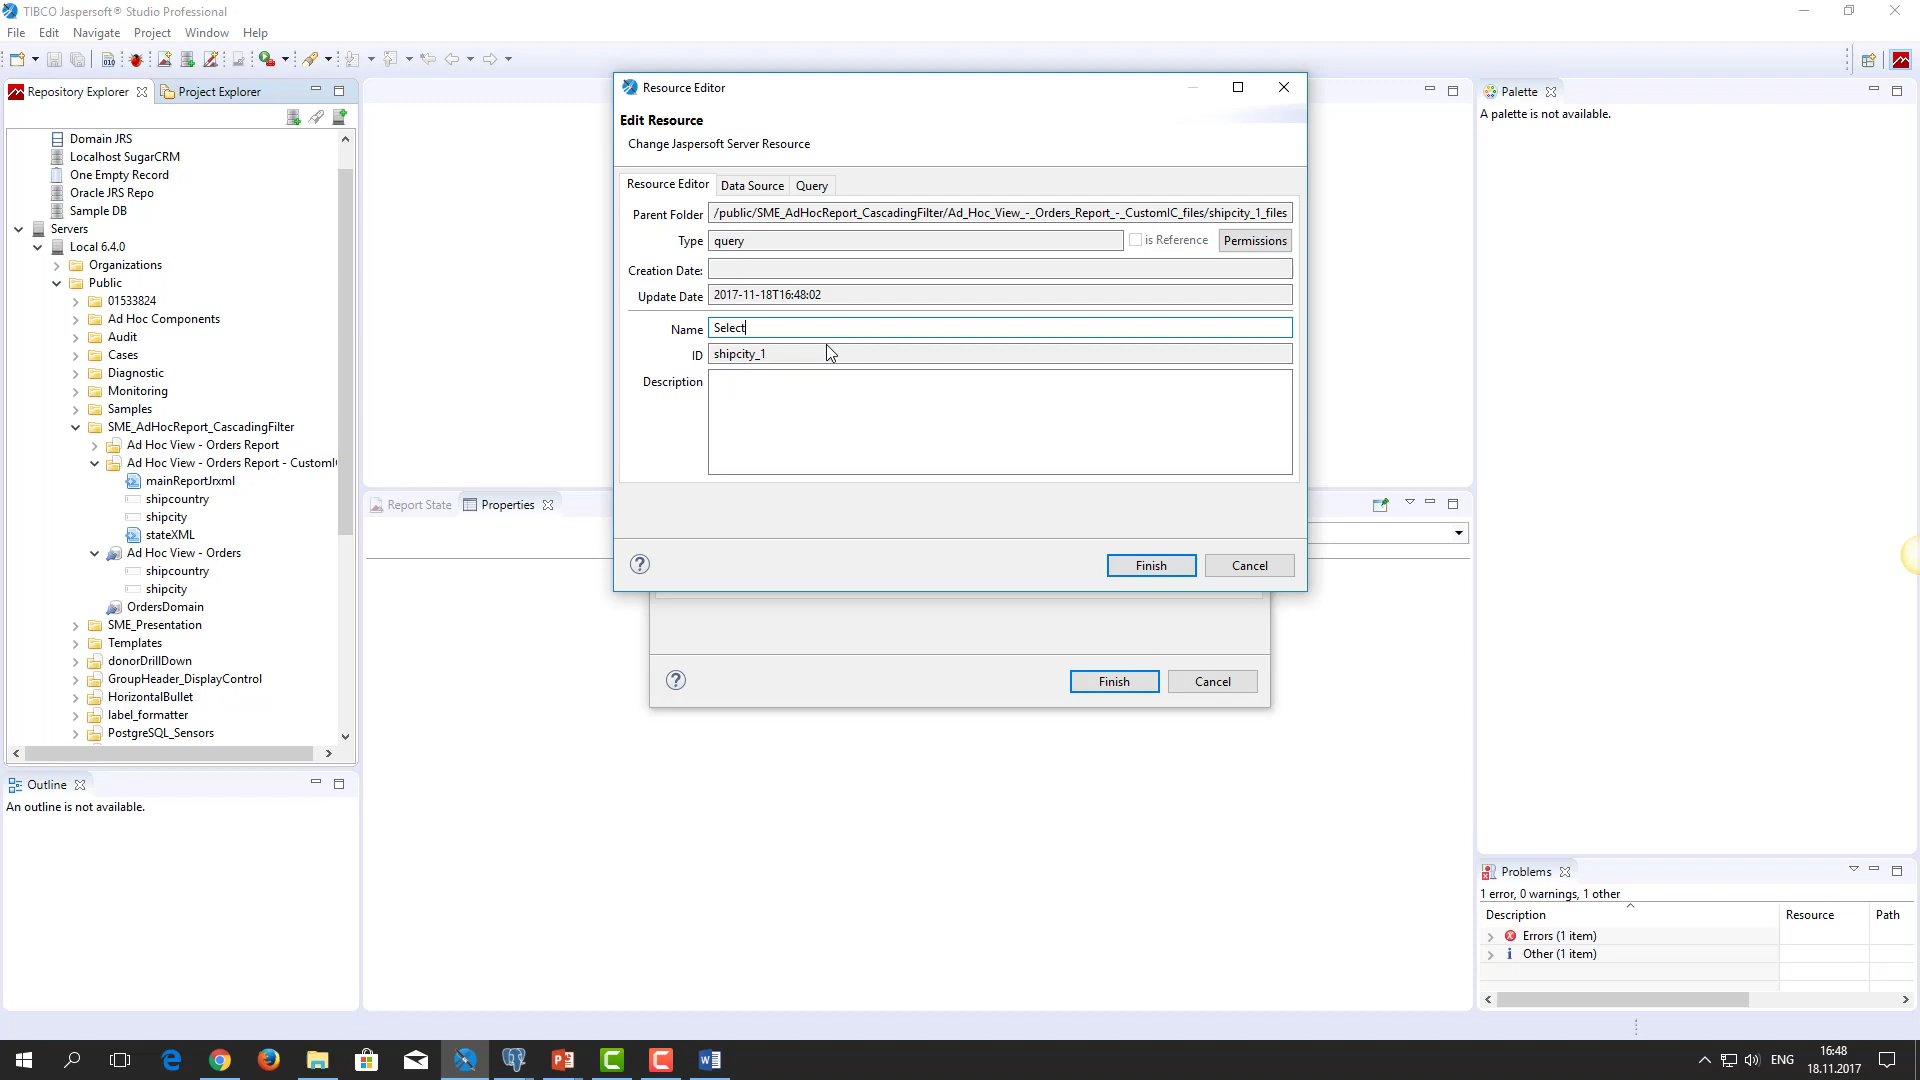 TIBCO Jaspersoft® Studio Professional
File Edit Navigate Project Window Help
Repository Explorer Project Explorer
Domain JRS
Localhost SugarCRM
One Empty Record
Oracle JRS Repo
Sample DB
Servers
Local 6.4.0
Organizations
Public
01533824
Ad Hoc Components
Audit
Cases
Diagnostic
Monitoring
Samples
SME_AdHocReport_CascadingFilter
Ad Hoc View - Orders Report
Ad Hoc View - Orders Report - CustomI
mainReportJrxml
shipcountry
shipcity
stateXML
Ad Hoc View - Orders
shipcountry
shipcity
OrdersDomain
SME_Presentation
Templates
donorDrillDown
GroupHeader_DisplayControl
HorizontalBullet
label_formatter
PostgreSQL_Sensors
Outline
An outline is not available.
Resource Editor
Edit Resource
Change Jaspersoft Server Resource
Resource Editor Data Source Query
Parent Folder /public/SME_AdHocReport_CascadingFilter/Ad_Hoc_View_-_Orders_Report_-_CustomIC_files/shipcity_1_files
Type query is Reference Permissions
Creation Date:
Update Date 2017-11-18T16:48:02
Name Select
ID shipcity_1
Description
Finish Cancel
Finish Cancel
Report State Properties
Palette
A palette is not available.
Problems
1 error, 0 warnings, 1 other
Description Resource Path
Errors (1 item)
Other (1 item)
ENG
16:48
18.11.2017